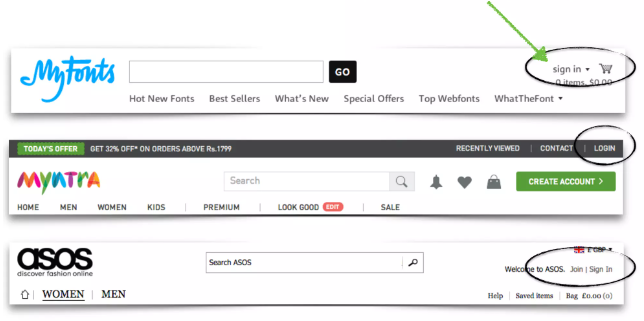 MyFonts
GO
sign in
0 items, $0.00
Hot New Fonts Best Sellers What's New Special Offers Top Webfonts WhatTheFont
TODAY'S OFFER GET 32% OFF* ON ORDERS ABOVE Rs.1799 RECENTLY VIEWED | CONTACT | LOGIN
MYNTRA
Search
CREATE ACCOUNT >
HOME MEN WOMEN KIDS | PREMIUM | LOOK GOOD EDIT | SALE
£ GBP
asos
discover fashion online
Search ASOS
Welcome to ASOS. Join | Sign In
WOMEN | MEN
Help | Saved items | Bag £0.00 (0)